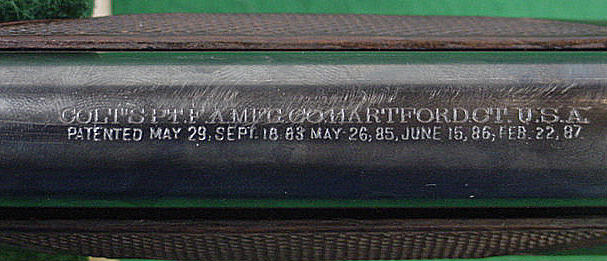 COLT'S PT. F. A. MFG. CO. HARTFORD. CT. U.S.A.
PATENTED MAY 29, SEPT. 18. 83 MAY-26, 85, JUNE 15, 86, FEB. 22, 87